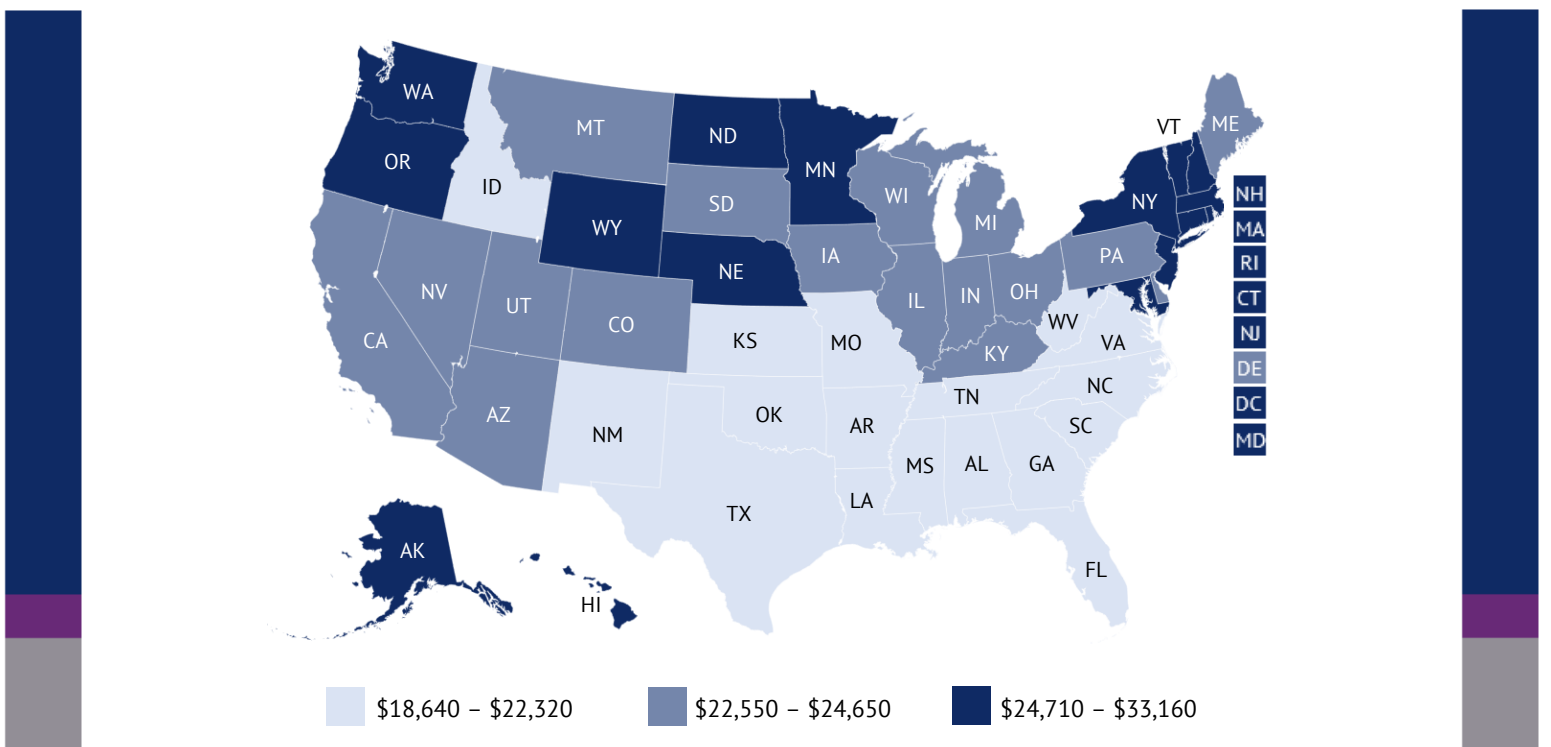 WA
VT
ME
MT
ND
OR
MN
ID
NH
WI
NY
SD
MI
WY
MA
IA
PA
RI
NE
NV
OH
IN
CT
IL
UT
WV
CO
NJ
CA
KS
MO
VA
KY
DE
NC
TN
DC
AZ
OK
AR
SC
NM
MD
MS
AL
GA
LA
TX
AK
FL
HI
$18,640 – $22,320
$22,550 – $24,650
$24,710 – $33,160